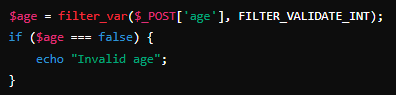 $age = filter_var($_POST['age'], FILTER_VALIDATE_INT);
if ($age === false) {
    echo "Invalid age";
}